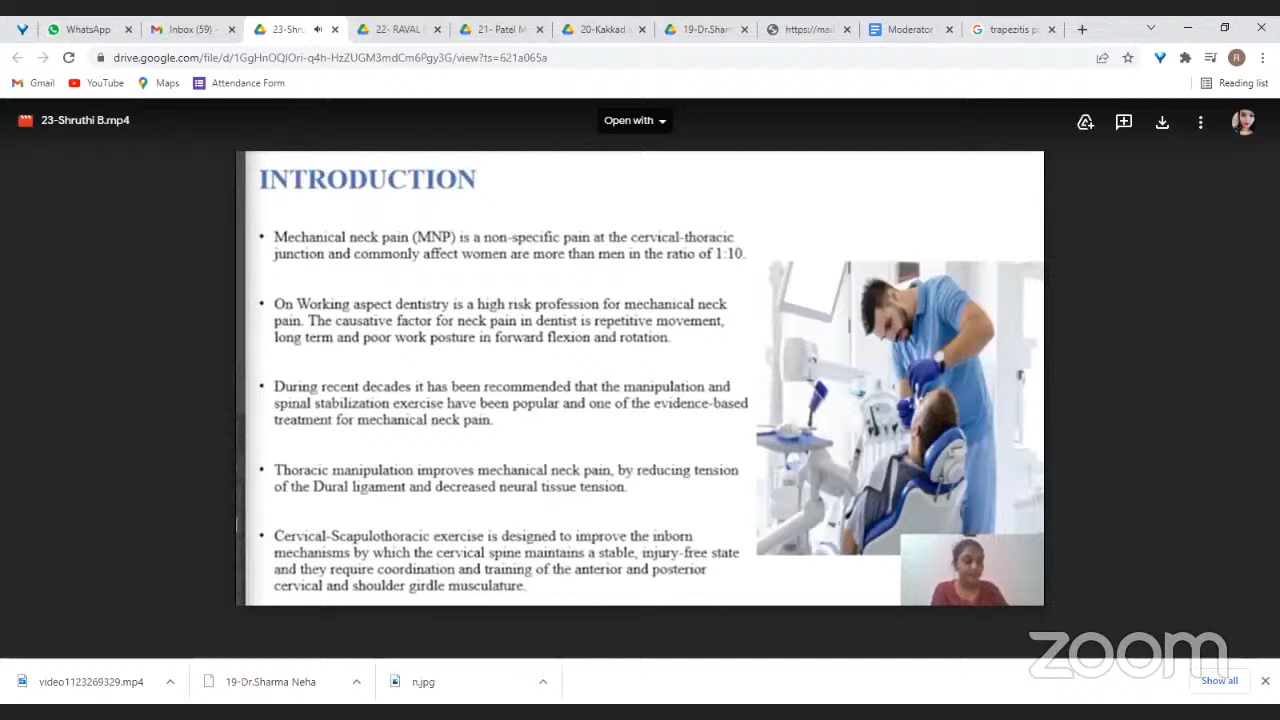 WhatsApp
Inbox (59)
23-Shru
22- RAVAL
21- Patel M
20-Kakkad
19-Dr.Sharm
https://mail.
Moderator
trapezitis p
drive.google.com/file/d/1GgHnOQlOri-q4h-HzZUGM3mdCm6Pgy3G/view?ts=621a065a
R
Gmail
YouTube
Maps
Attendance Form
Reading list
23-Shruthi B.mp4
Open with
INTRODUCTION
• Mechanical neck pain (MNP) is a non-specific pain at the cervical-thoracic
junction and commonly affect women are more than men in the ratio of 1:10.
• On Working aspect dentistry is a high risk profession for mechanical neck
pain. The causative factor for neck pain in dentist is repetitive movement,
long term and poor work posture in forward flexion and rotation.
• During recent decades it has been recommended that the manipulation and
spinal stabilization exercise have been popular and one of the evidence-based
treatment for mechanical neck pain.
• Thoracic manipulation improves mechanical neck pain, by reducing tension
of the Dural ligament and decreased neural tissue tension.
• Cervical-Scapulothoracic exercise is designed to improve the inborn
mechanisms by which the cervical spine maintains a stable, injury-free state
and they require coordination and training of the anterior and posterior
cervical and shoulder girdle musculature.
zoom
video1123269329.mp4
19-Dr.Sharma Neha
n.jpg
Show all